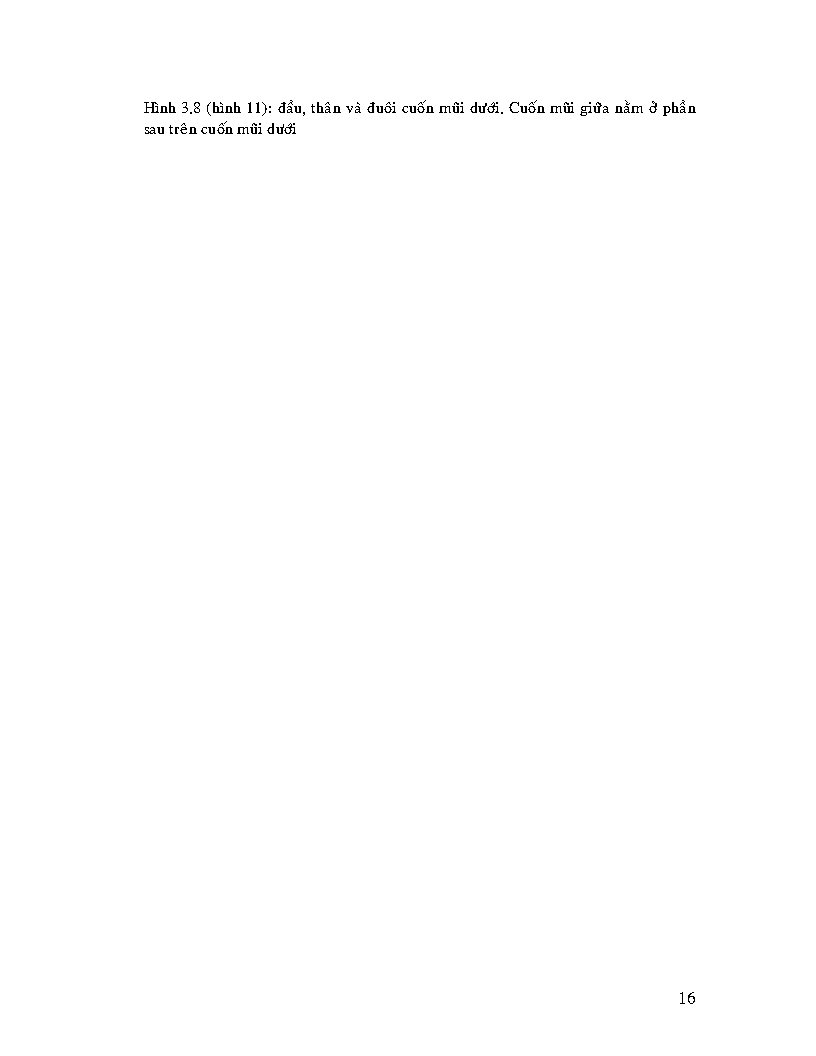 Hình 3.8 (hình 11): đầu, thân và đuôi cuốn mũi dưới. Cuốn mũi giữa nằm ở phần
sau trên cuốn mũi dưới
16